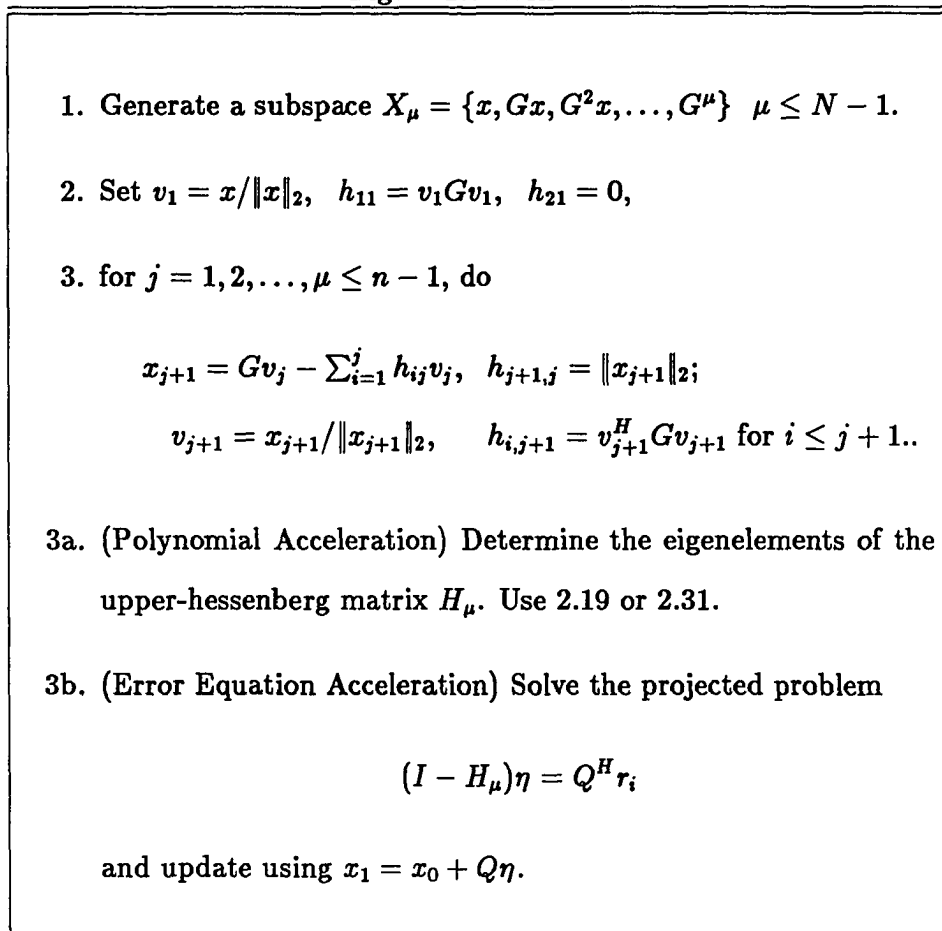 1. Generate a subspace $X_\mu = \{x, Gx, G^2x, \ldots, G^\mu\}$ $\mu \leq N - 1$.
2. Set $v_1 = x/\|x\|_2$, $h_{11} = v_1Gv_1$, $h_{21} = 0$,
3. for $j = 1, 2, \ldots, \mu \leq n - 1$, do
$x_{j+1} = Gv_j - \sum_{i=1}^{j} h_{ij}v_j$, $h_{j+1,j} = \|x_{j+1}\|_2$;
$v_{j+1} = x_{j+1}/\|x_{j+1}\|_2$, $h_{i,j+1} = v_{j+1}^H Gv_{j+1}$ for $i \leq j + 1$..
3a. (Polynomial Acceleration) Determine the eigenelements of the
upper-hessenberg matrix $H_\mu$. Use 2.19 or 2.31.
3b. (Error Equation Acceleration) Solve the projected problem
$(I - H_\mu)\eta = Q^H r_i$
and update using $x_1 = x_0 + Q\eta$.